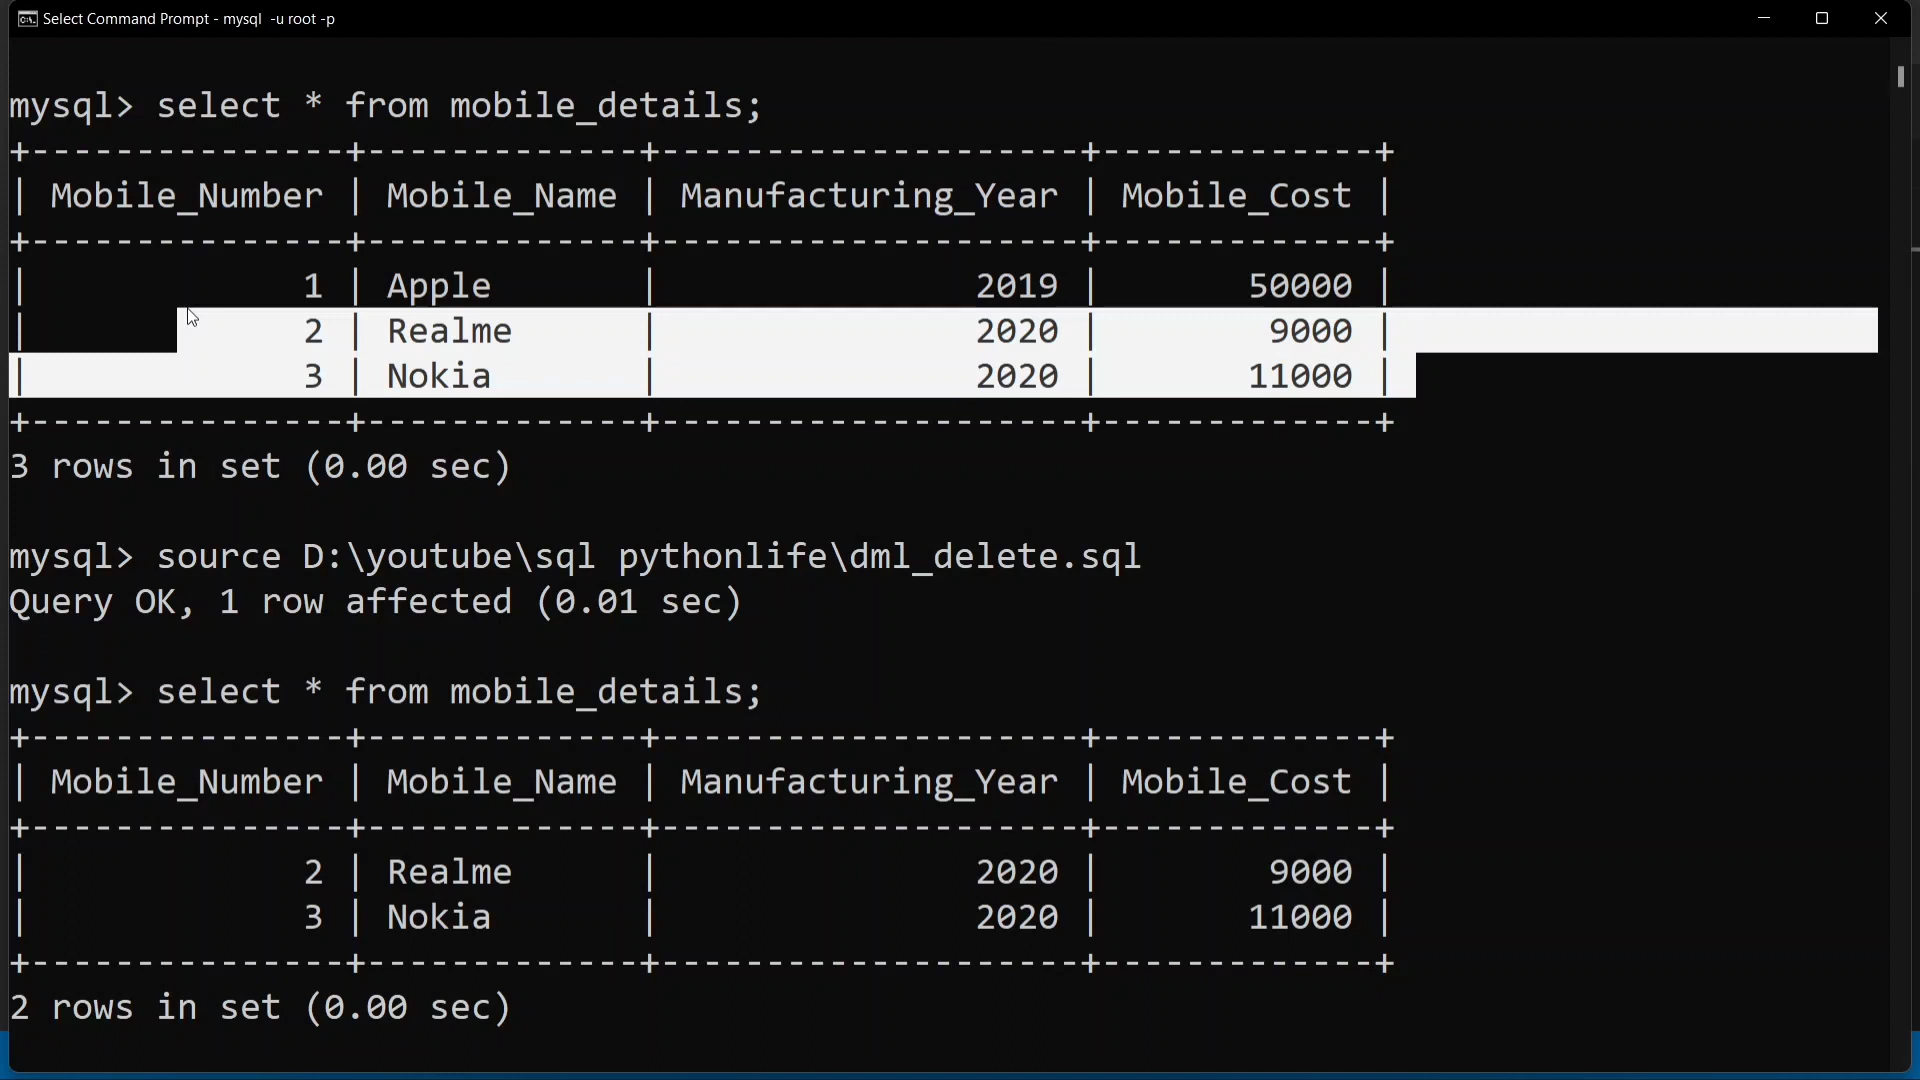 Select Command Prompt - mysql  -u root -p
mysql> select * from mobile_details;
+---------------+-------------+--------------------+-------------+
| Mobile_Number | Mobile_Name | Manufacturing_Year | Mobile_Cost |
+---------------+-------------+--------------------+-------------+
|             1 | Apple       |               2019 |       50000 |
|             2 | Realme      |               2020 |        9000 |
|             3 | Nokia       |               2020 |       11000 |
+---------------+-------------+--------------------+-------------+
3 rows in set (0.00 sec)
mysql> source D:\youtube\sql pythonlife\dml_delete.sql
Query OK, 1 row affected (0.01 sec)
mysql> select * from mobile_details;
+---------------+-------------+--------------------+-------------+
| Mobile_Number | Mobile_Name | Manufacturing_Year | Mobile_Cost |
+---------------+-------------+--------------------+-------------+
|             2 | Realme      |               2020 |        9000 |
|             3 | Nokia       |               2020 |       11000 |
+---------------+-------------+--------------------+-------------+
2 rows in set (0.00 sec)